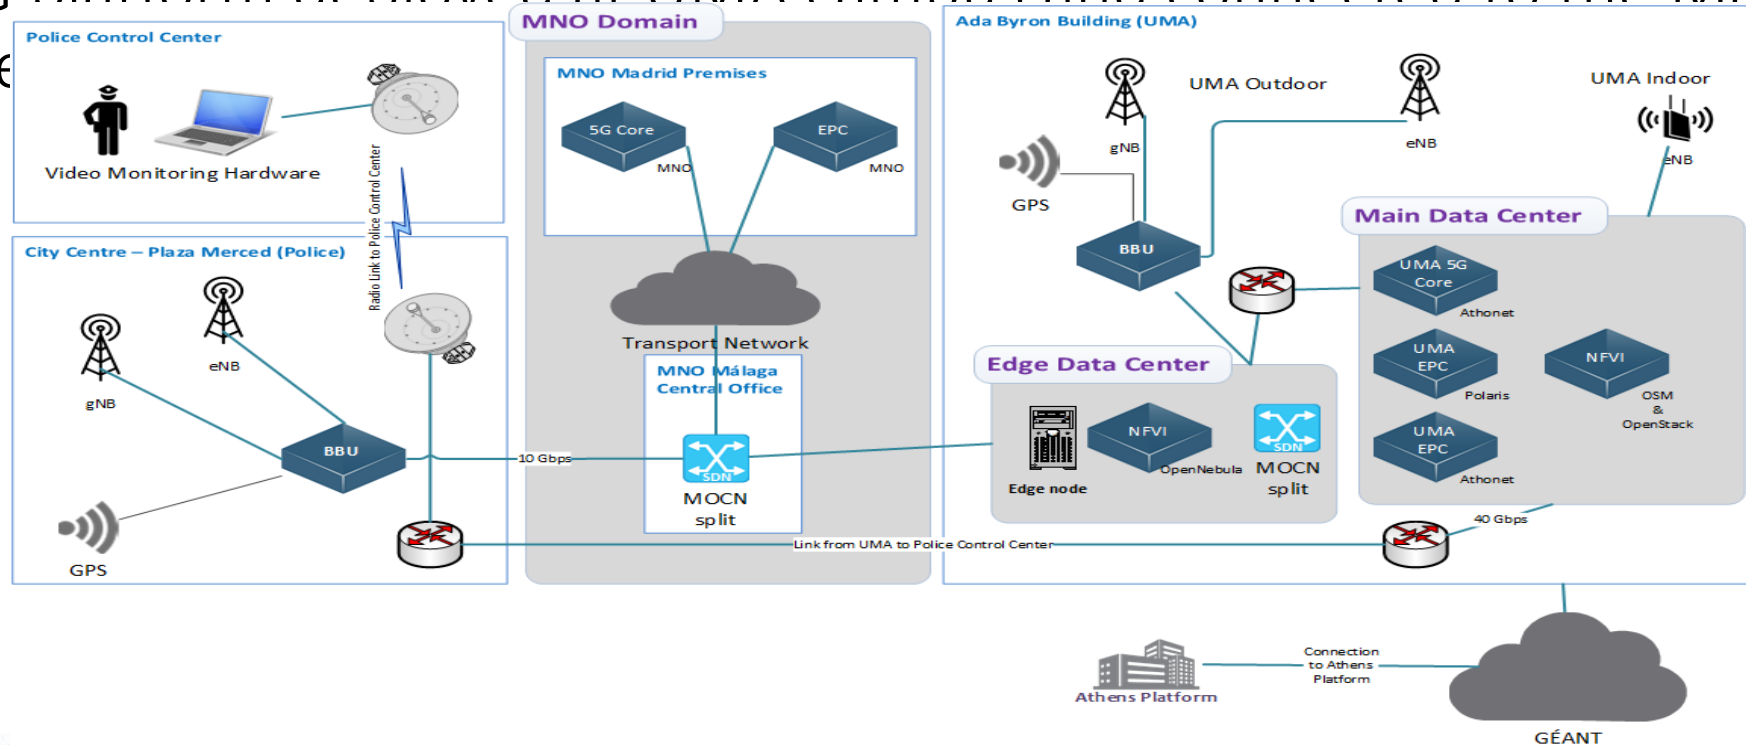 Police Control Center
Video Monitoring Hardware
Radio Link to Police Control Center
City Centre – Plaza Merced (Police)
eNB
gNB
BBU
GPS
10 Gbps
MNO Domain
MNO Madrid Premises
5G Core
MNO
EPC
MNO
Transport Network
MNO Málaga
Central Office
SDN
MOCN
split
Link from UMA to Police Control Center
Ada Byron Building (UMA)
UMA Outdoor
gNB
eNB
UMA Indoor
eNB
GPS
BBU
Main Data Center
UMA 5G
Core
Athonet
UMA
EPC
Polaris
UMA
EPC
Athonet
NFVI
OSM
&
OpenStack
Edge Data Center
Edge node
NFVI
OpenNebula
SDN
MOCN
split
40 Gbps
Connection
to Athens
Platform
Athens Platform
GÉANT